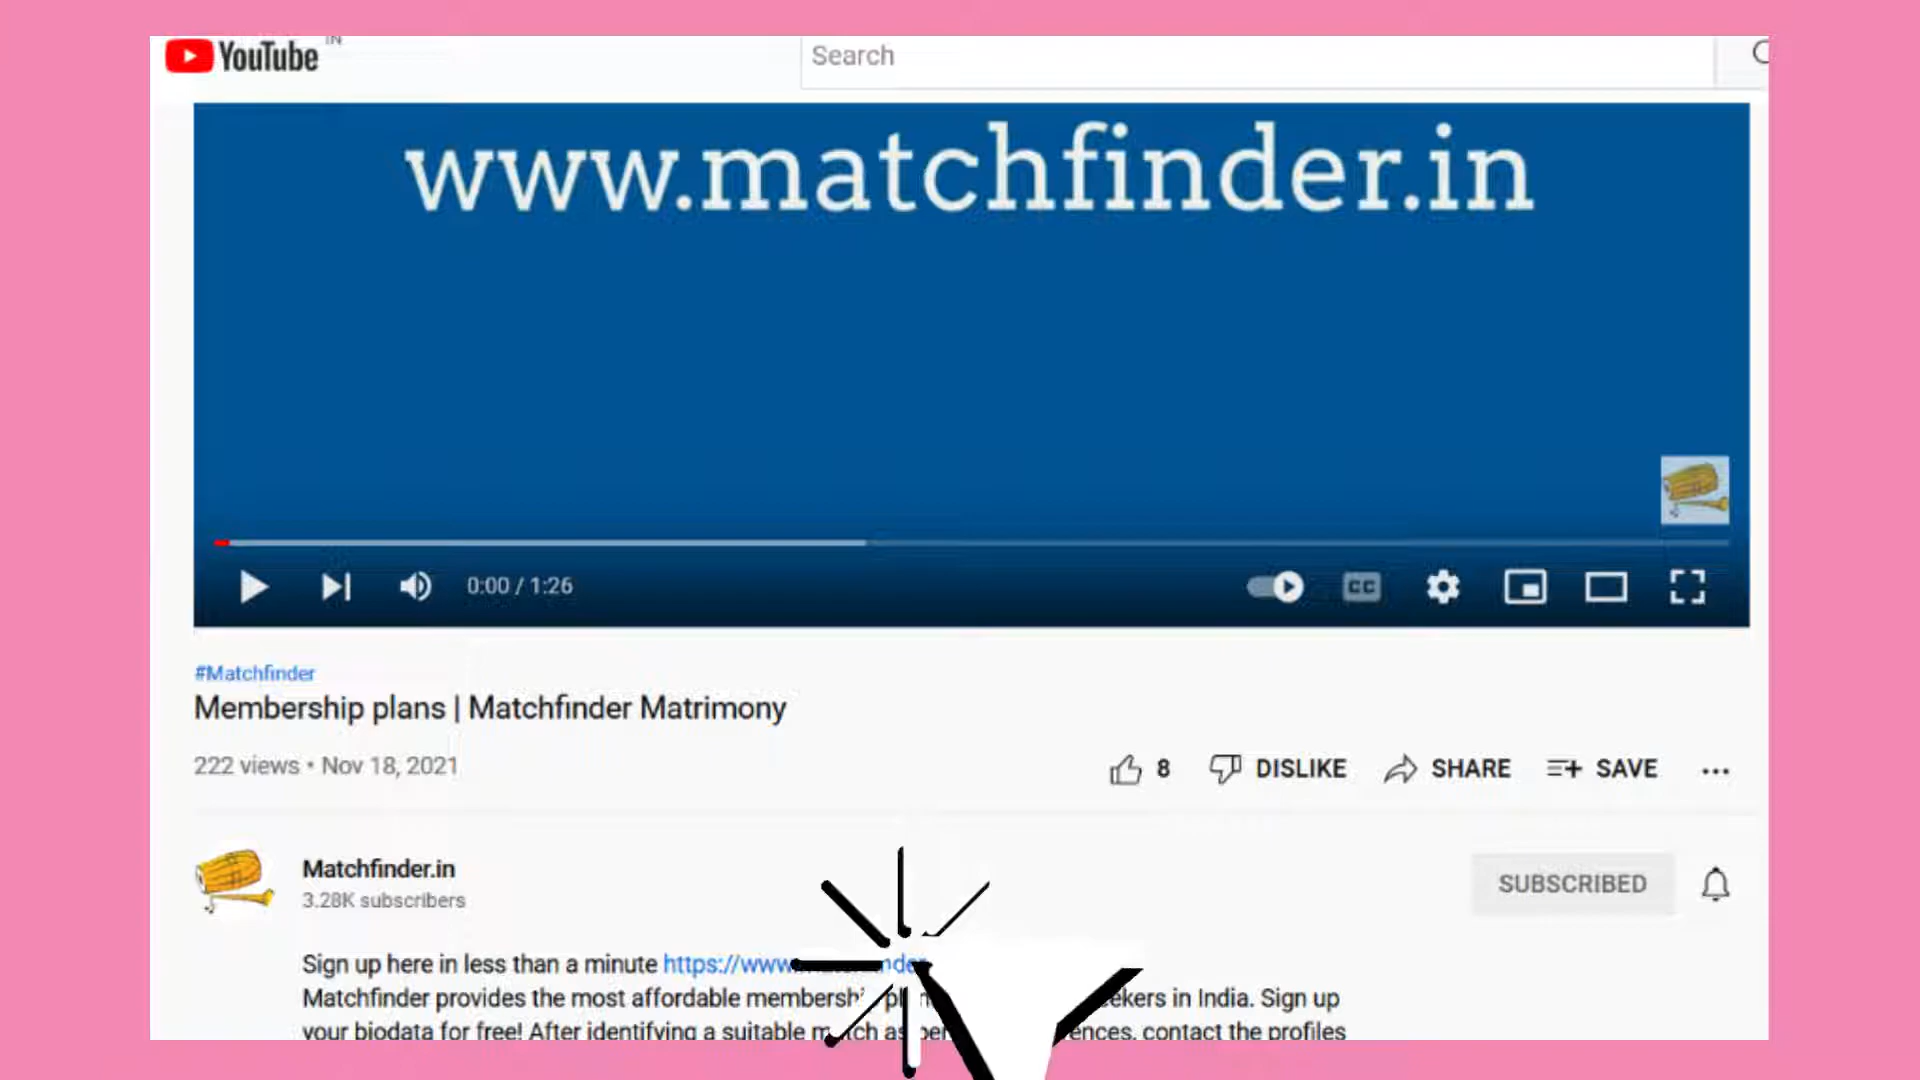 YouTube IN
Search
www.matchfinder.in
0:00 / 1:26
CC
#Matchfinder
Membership plans | Matchfinder Matrimony
222 views • Nov 18, 2021
8 DISLIKE SHARE SAVE
Matchfinder.in
3.28K subscribers
SUBSCRIBED
Sign up here in less than a minute https://www.
Matchfinder provides the most affordable in India. Sign up
your biodata for free! After identifying a suitable contact the profiles